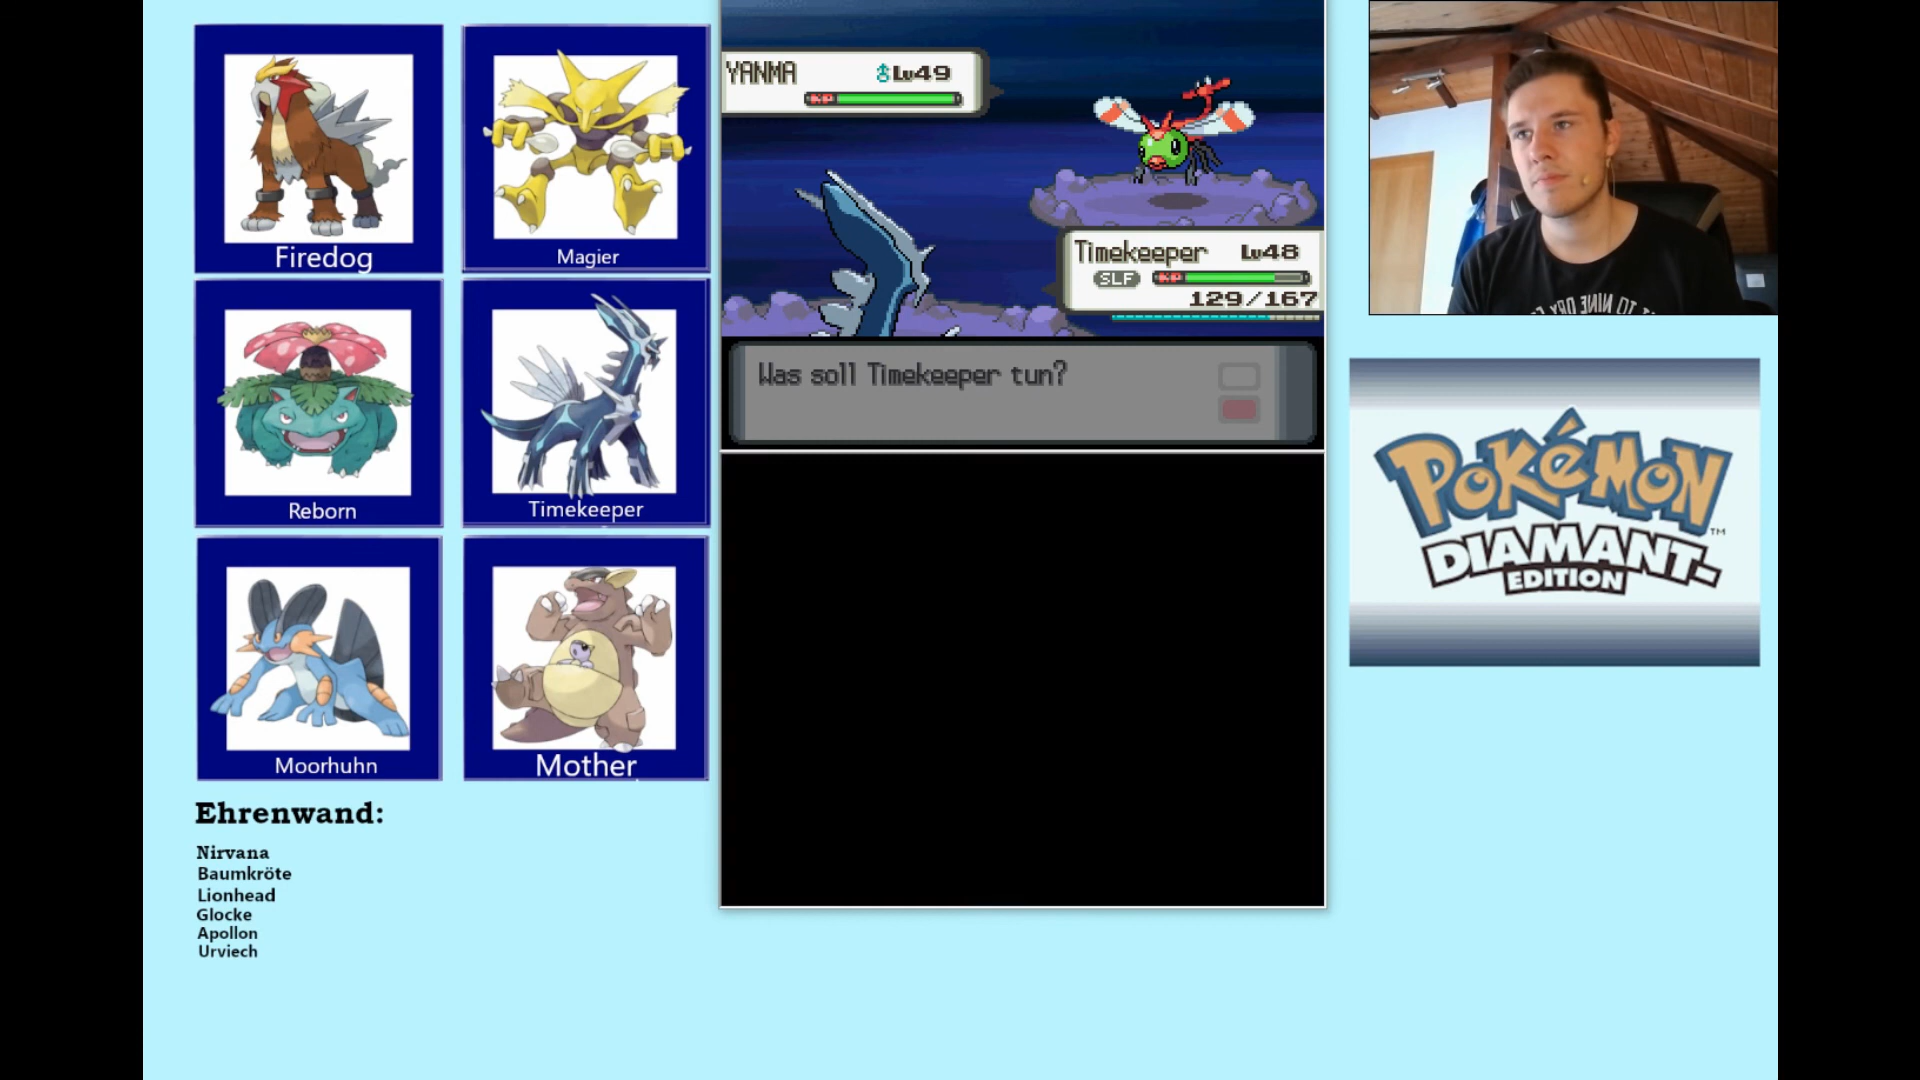 Firedog
Magier
Reborn
Timekeeper
Moorhuhn
Mother
Ehrenwand:
Nirvana
Baumkröte
Lionhead
Glocke
Apollon
Urviech
YANMA ♂Lv49
KP
Timekeeper Lv48
SLF KP
129/167
Was soll Timekeeper tun?
POKÉMON™
DIAMANT-
EDITION